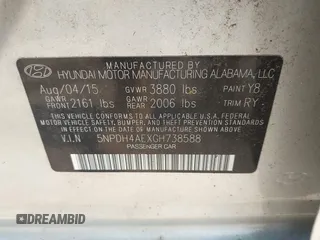 MANUFACTURED BY
HYUNDAI MOTOR MANUFACTURING ALABAMA, LLC
Aug/04/15 GVWR 3880 lbs PAINT Y8
GAWR FRONT 2161 lbs GAWR REAR 2006 lbs TRIM RY
THIS VEHICLE CONFORMS TO ALL APPLICABLE U.S. FEDERAL
MOTOR VEHICLE SAFETY, BUMPER, AND THEFT PREVENTION
STANDARDS IN EFFECT ON THE DATE OF MANUFACTURE SHOWN ABOVE.
V.I.N 5NPDH4AEXGH738588
PASSENGER CAR
DREAMBID